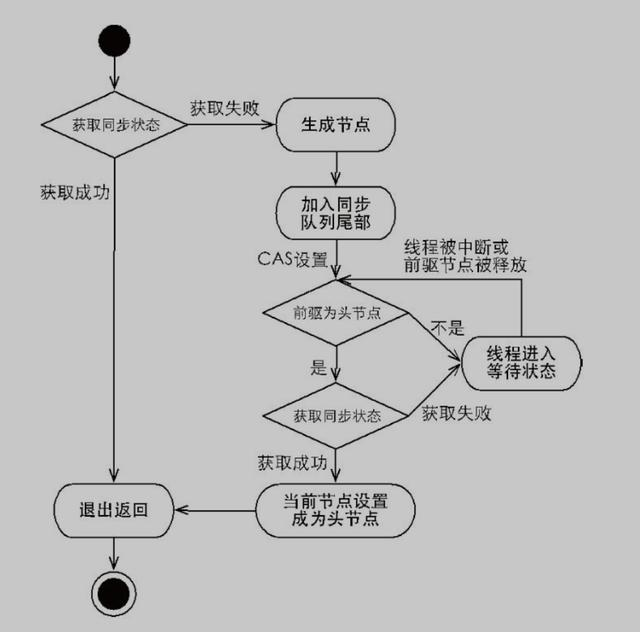 获取同步状态
获取失败
生成节点
获取成功
加入同步
队列尾部
CAS设置
线程被中断或
前驱节点被释放
前驱为头节点
不是
线程进入
等待状态
是
获取同步状态
获取失败
获取成功
退出返回
当前节点设置
成为头节点